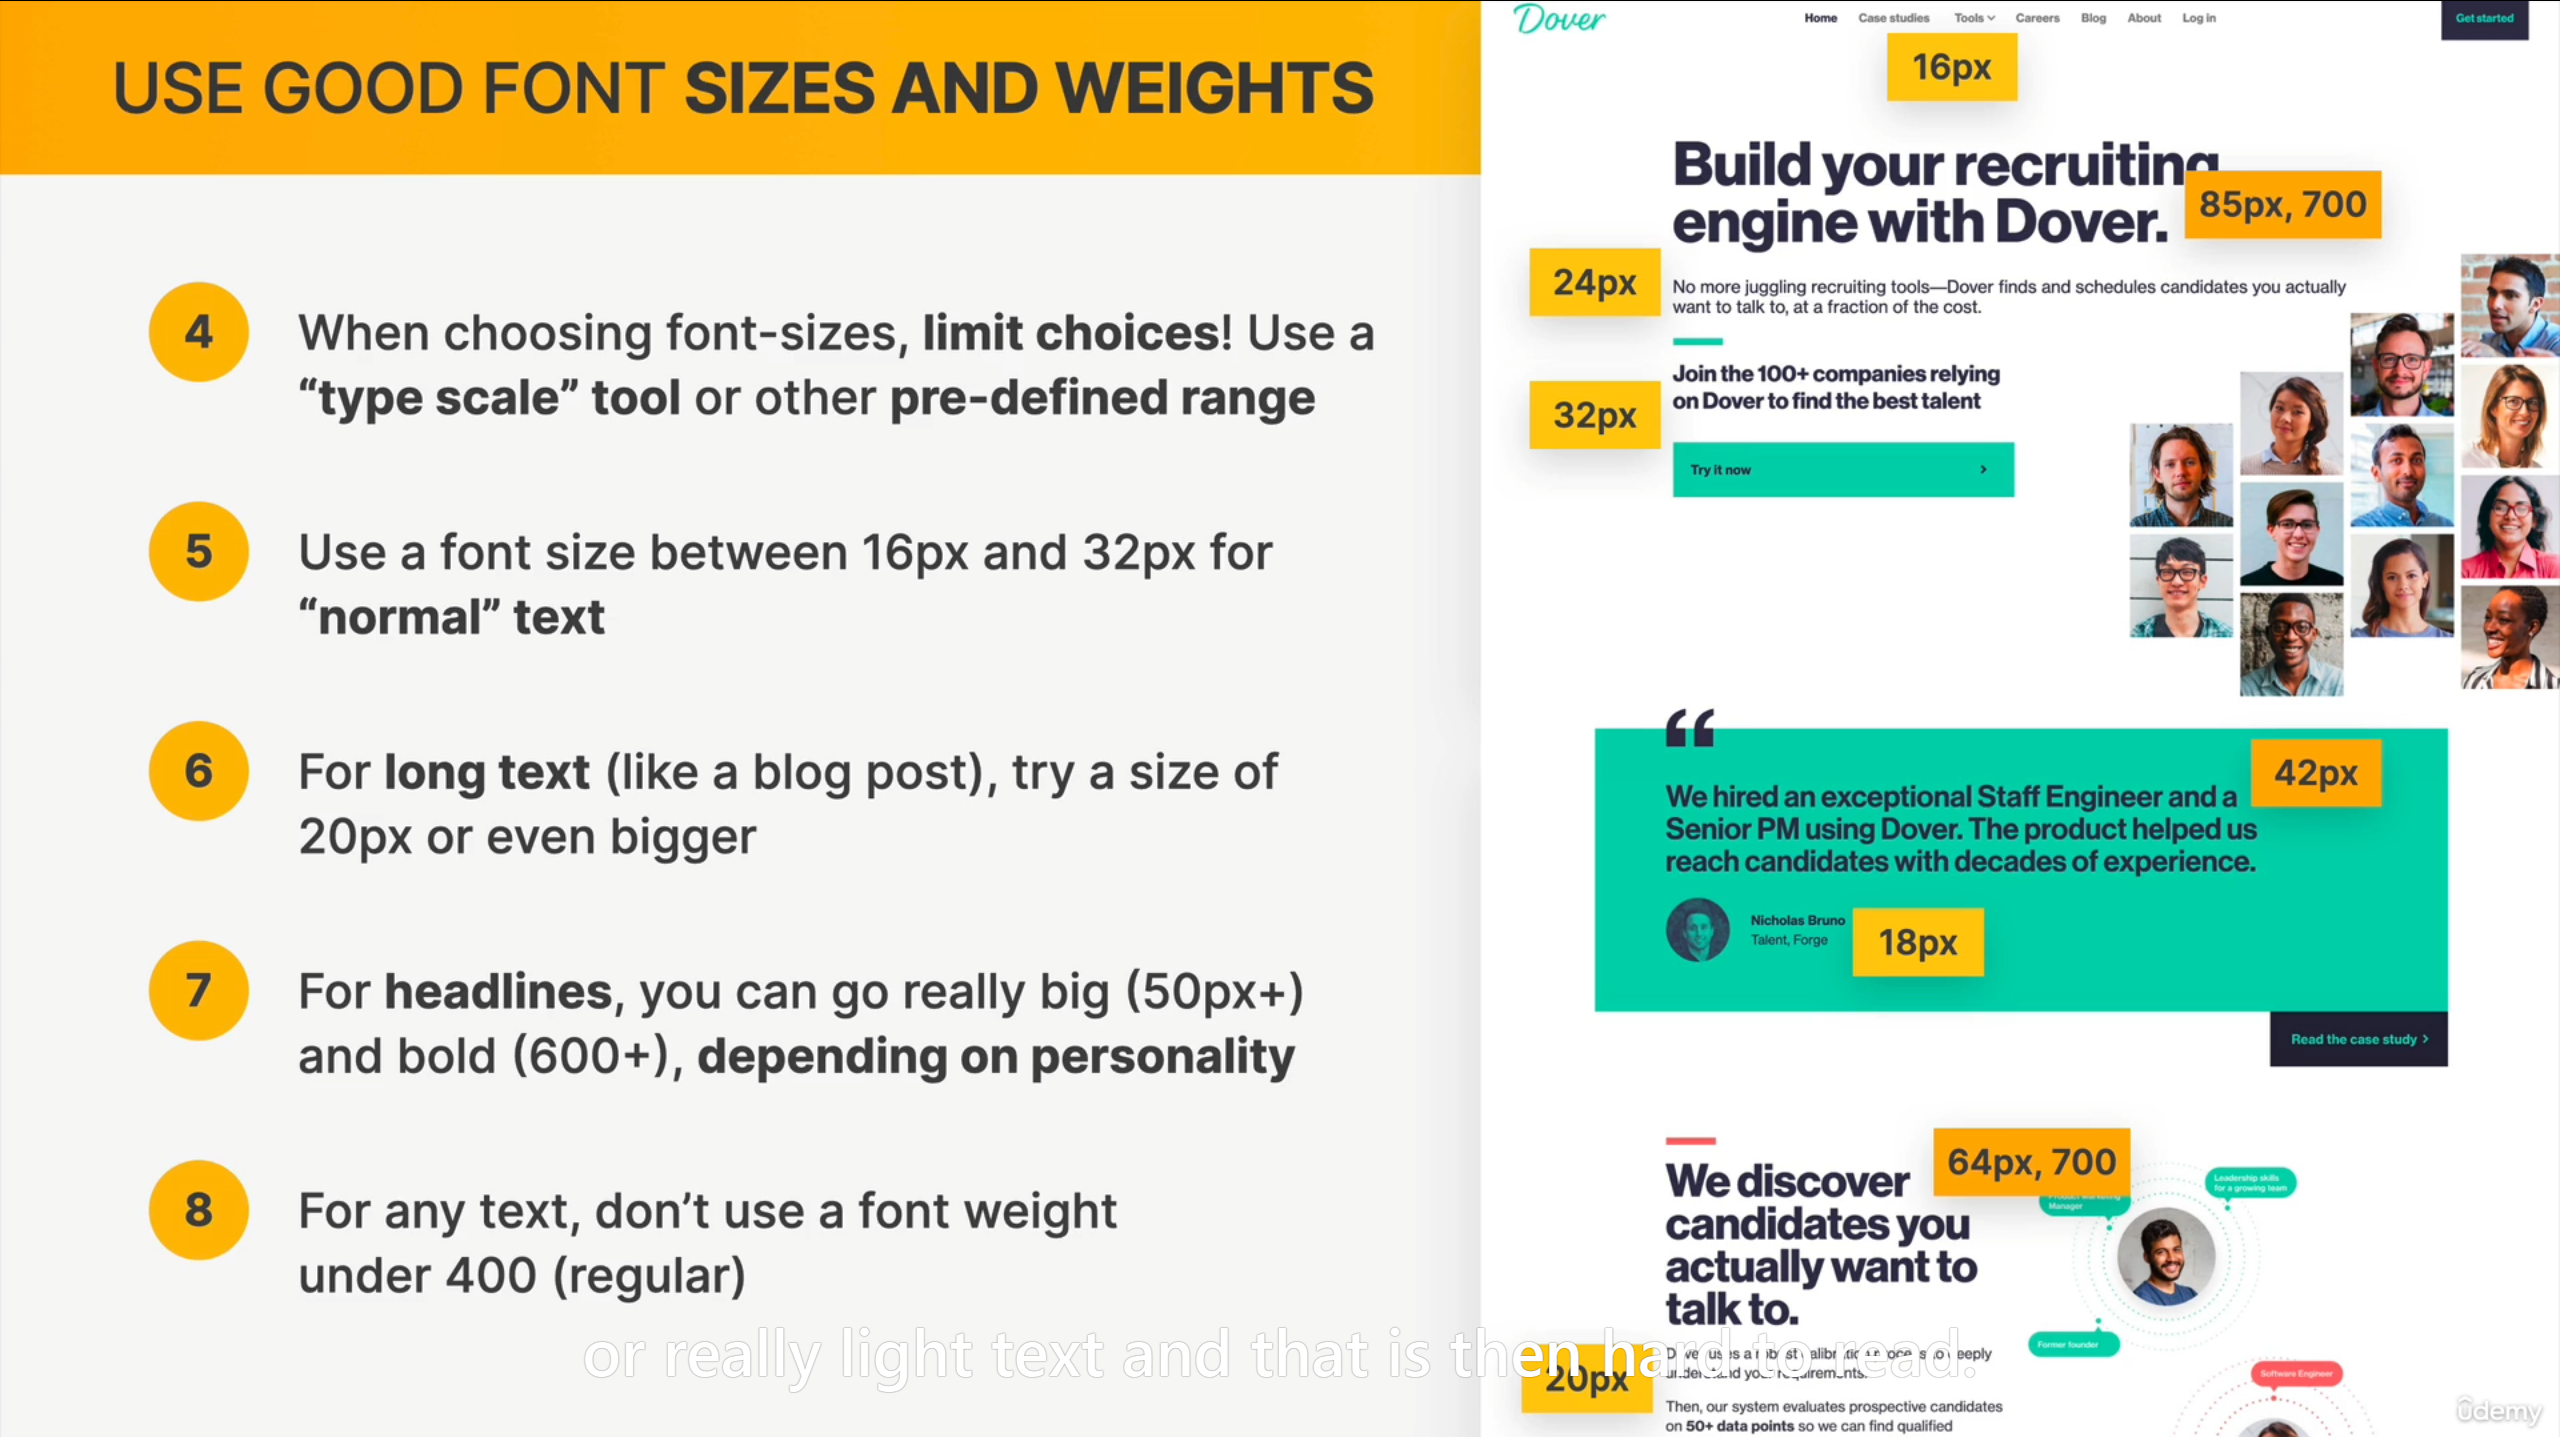 USE GOOD FONT SIZES AND WEIGHTS
4
When choosing font-sizes, limit choices! Use a
“type scale” tool or other pre-defined range
5
Use a font size between 16px and 32px for
“normal” text
6
For long text (like a blog post), try a size of
20px or even bigger
7
For headlines, you can go really big (50px+)
and bold (600+), depending on personality
8
For any text, don’t use a font weight
under 400 (regular)
Dover
Home Case studies Tools Careers Blog About Log in
Get started
16px
Build your recruiting
engine with Dover.
85px, 700
24px
No more juggling recruiting tools—Dover finds and schedules candidates you actually
want to talk to, at a fraction of the cost.
32px
Join the 100+ companies relying
on Dover to find the best talent
Try it now
“
42px
We hired an exceptional Staff Engineer and a
Senior PM using Dover. The product helped us
reach candidates with decades of experience.
Nicholas Bruno
Talent, Forge
18px
Read the case study
64px, 700
We discover
candidates you
actually want to
talk to.
Leadership skills
for a growing team
Manager
Former founder
Software Engineer
20px
Dover uses a robust calibration process to deeply
understand your requirements.
Then, our system evaluates prospective candidates
on 50+ data points so we can find qualified
or really light text and that is then hard to read.
ûdemy